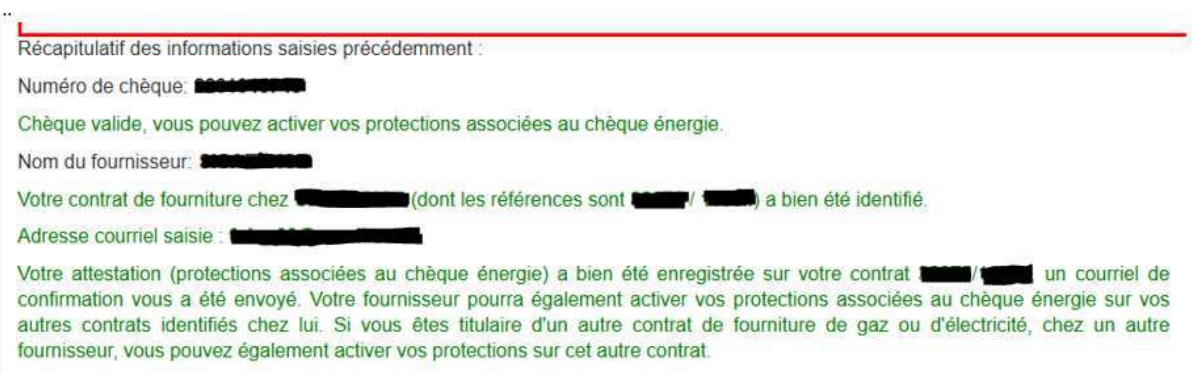 Récapitulatif des informations saisies précédemment :
Numéro de chèque:
Chèque valide, vous pouvez activer vos protections associées au chèque énergie.
Nom du fournisseur:
Votre contrat de fourniture chez (dont les références sont / ) a bien été identifié.
Adresse courriel saisie :
Votre attestation (protections associées au chèque énergie) a bien été enregistrée sur votre contrat / un courriel de
confirmation vous a été envoyé. Votre fournisseur pourra également activer vos protections associées au chèque énergie sur vos
autres contrats identifiés chez lui. Si vous êtes titulaire d'un autre contrat de fourniture de gaz ou d'électricité, chez un autre
fournisseur, vous pouvez également activer vos protections sur cet autre contrat.